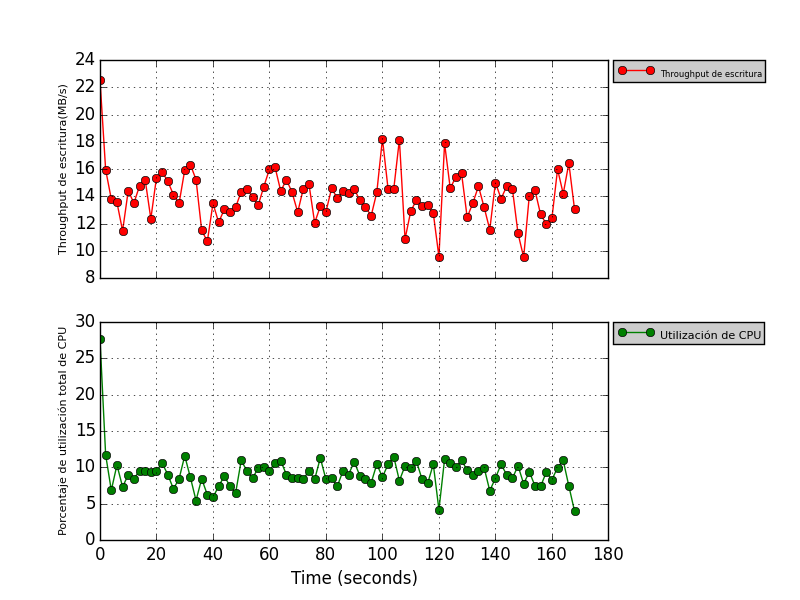 24
22
20
18
16
14
12
10
8
Throughput de escritura(MB/s)
Throughput de escritura
30
25
20
15
10
5
0
Porcentaje de utilización total de CPU
Utilización de CPU
0 20 40 60 80 100 120 140 160 180
Time (seconds)